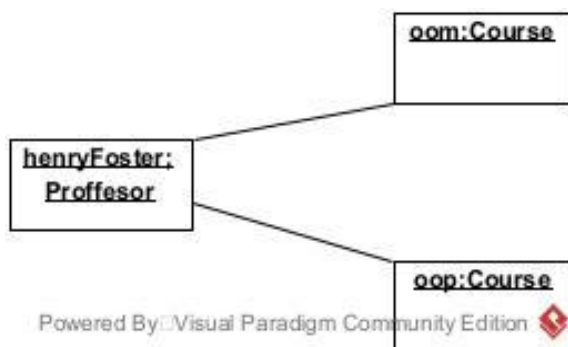 oom:Course
henryFoster;
Proffesor
oop:Course
Powered By□Visual Paradigm Community Edition